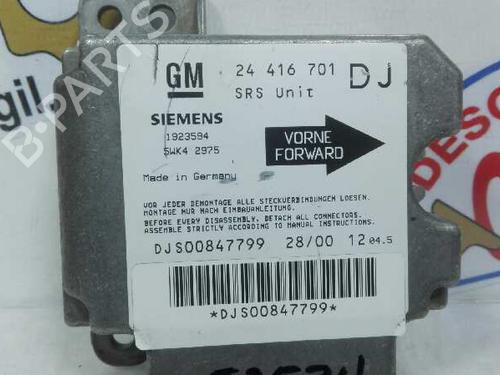 GM
24 416 701 DJ
SRS Unit
SIEMENS
1923594
5WK4 2975
VORNE
FORWARD
Made in Germany
VOR JEDER DEMONTAGE ALLE STECKVERBINDUNGEN LOESEN.
MONTAGE NUR NACH EINBAUANLEITUNG.
BEFORE EVERY DISASSEMBLY, DETACH ALL CONNECTORS.
ASSEMBLE STRICTLY ACCORDING TO MANUAL INSTRUCTIONS.
DJS00847799 28/00 12 04.5
*DJS00847799*
B-PARTS
gil